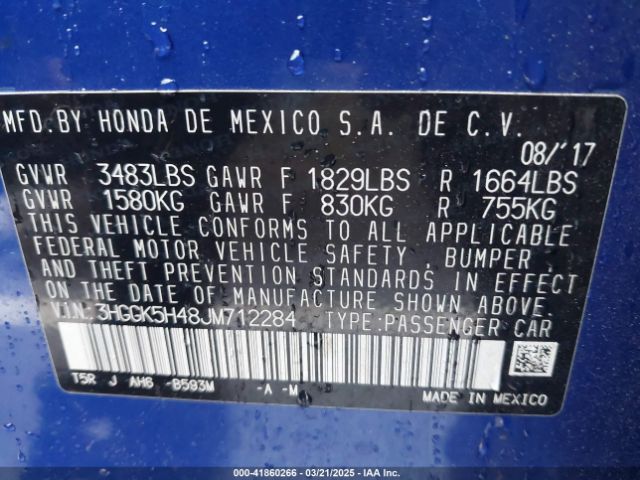 MFD.BY HONDA DE MEXICO S.A. DE C.V.
08/'17
GVWR 3483LBS GAWR F 1829LBS R 1664LBS
GVWR 1580KG GAWR F 830KG R 755KG
THIS VEHICLE CONFORMS TO ALL APPLICABLE
FEDERAL MOTOR VEHICLE SAFETY , BUMPER ,
AND THEFT PREVENTION STANDARDS IN EFFECT
ON THE DATE OF MANUFACTURE SHOWN ABOVE.
V.I.N: 3HGGK5H48JM712284 TYPE:PASSENGER CAR
T5R J AH6 -B593M -A -M
MADE IN MEXICO
000-41860266 — 03/21/2025 — IAA Inc.